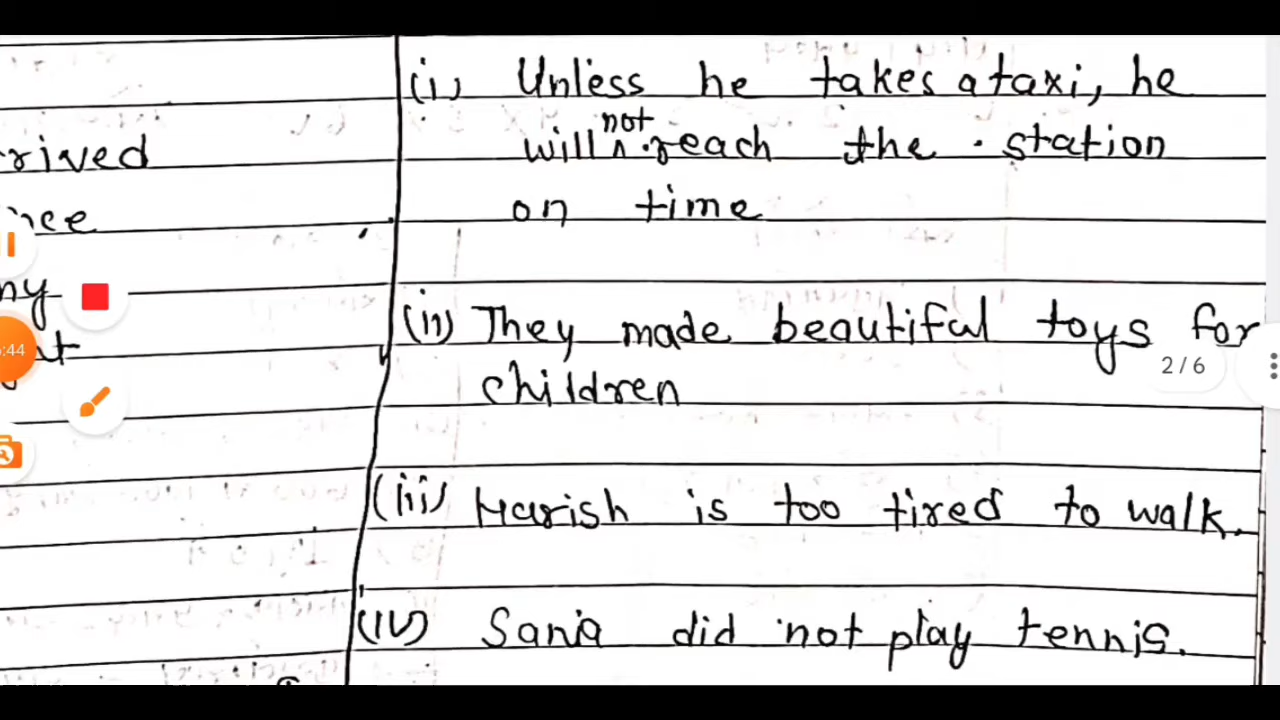 rived
(i) Unless he takes a taxi, he
will not reach the station
on time
(ii) They made beautiful toys for
children
(iii) Harish is too tired to walk.
(iv) Sania did not play tennis.
2/6
:44